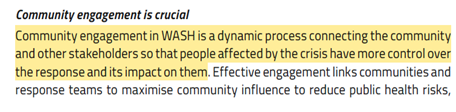 Community engagement is crucial
Community engagement in WASH is a dynamic process connecting the community
and other stakeholders so that people affected by the crisis have more control over
the response and its impact on them. Effective engagement links communities and
response teams to maximise community influence to reduce public health risks,